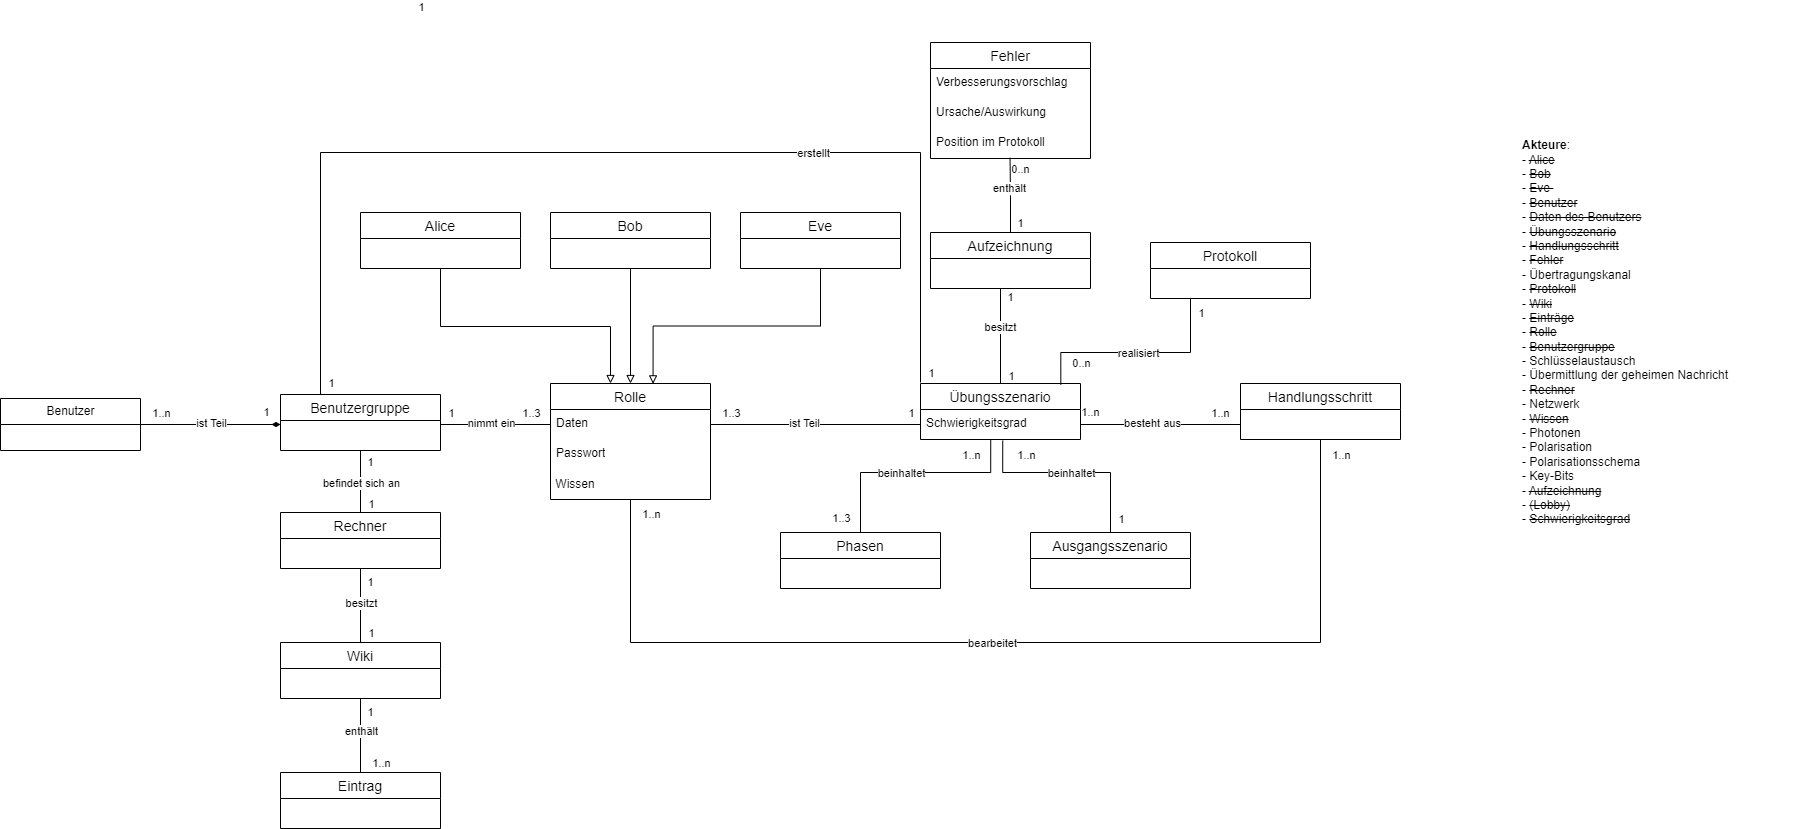 1
Fehler
Verbesserungsvorschlag
Ursache/Auswirkung
Position im Protokoll
0..n
enthält
1
erstellt
Alice
Bob
Eve
Aufzeichnung
Protokoll
1
besitzt
1
1
realisiert
0..n
1
1
Benutzer
1..n
ist Teil
1
Benutzergruppe
1
nimmt ein
1..3
Rolle
Daten
Passwort
Wissen
1..3
ist Teil
1
Übungsszenario
Schwierigkeitsgrad
1..n
besteht aus
1..n
Handlungsschritt
1
befindet sich an
1
Rechner
1..n
1..n
1..n
beinhaltet
beinhaltet
1..3
1
Phasen
Ausgangsszenario
1..n
1
besitzt
1
Wiki
bearbeitet
1
enthält
1..n
Eintrag
Akteure:
- Alice
- Bob
- Eve
- Benutzer
- Daten des Benutzers
- Übungsszenario
- Handlungsschritt
- Fehler
- Übertragungskanal
- Protokoll
- Wiki
- Einträge
- Rolle
- Benutzergruppe
- Schlüsselaustausch
- Übermittlung der geheimen Nachricht
- Rechner
- Netzwerk
- Wissen
- Photonen
- Polarisation
- Polarisationsschema
- Key-Bits
- Aufzeichnung
- (Lobby)
- Schwierigkeitsgrad